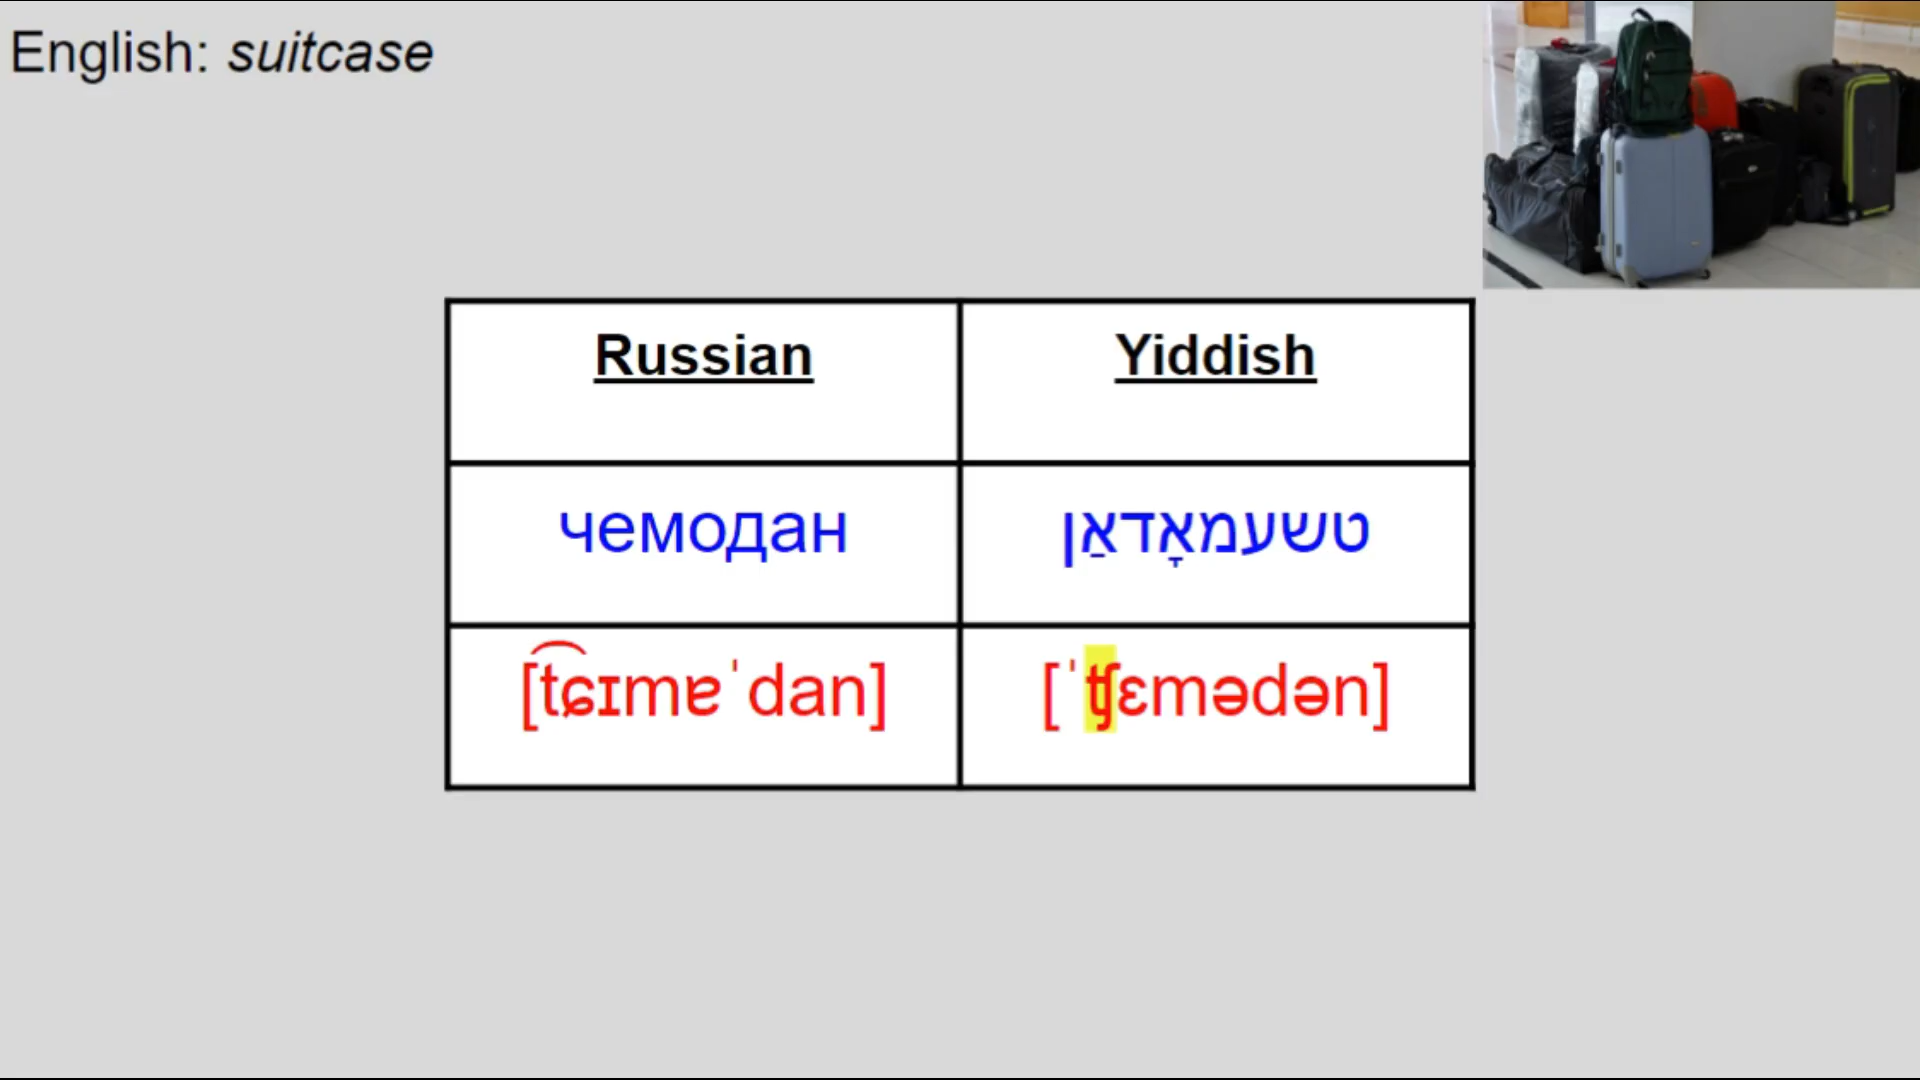 English: suitcase
Russian
Yiddish
чемодан
טשעמאָדאַן
[t͡ɕɪmɐˈdan]
[ˈʧɛmədən]